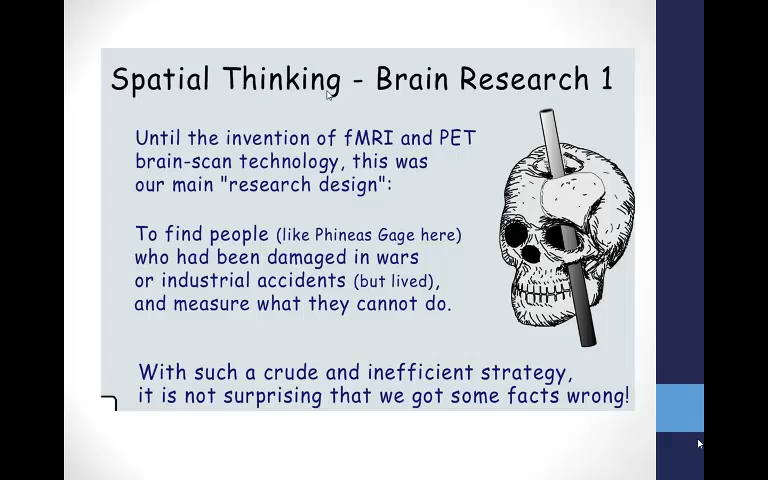 Spatial Thinking - Brain Research 1
Until the invention of fMRI and PET
brain-scan technology, this was
our main "research design":
To find people (like Phineas Gage here)
who had been damaged in wars
or industrial accidents (but lived),
and measure what they cannot do.
With such a crude and inefficient strategy,
it is not surprising that we got some facts wrong!